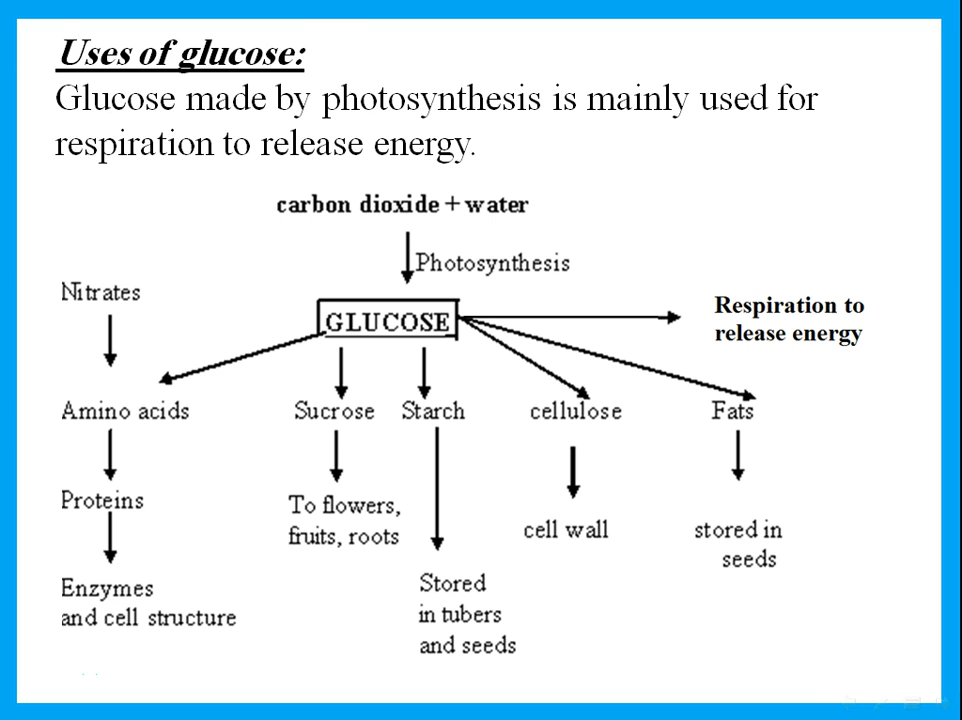 Uses of glucose:
Glucose made by photosynthesis is mainly used for
respiration to release energy.
carbon dioxide + water
Photosynthesis
Nitrates
GLUCOSE
Respiration to
release energy
Amino acids
Sucrose
Starch
cellulose
Fats
Proteins
To flowers,
fruits, roots
cell wall
stored in
seeds
Enzymes
and cell structure
Stored
in tubers
and seeds